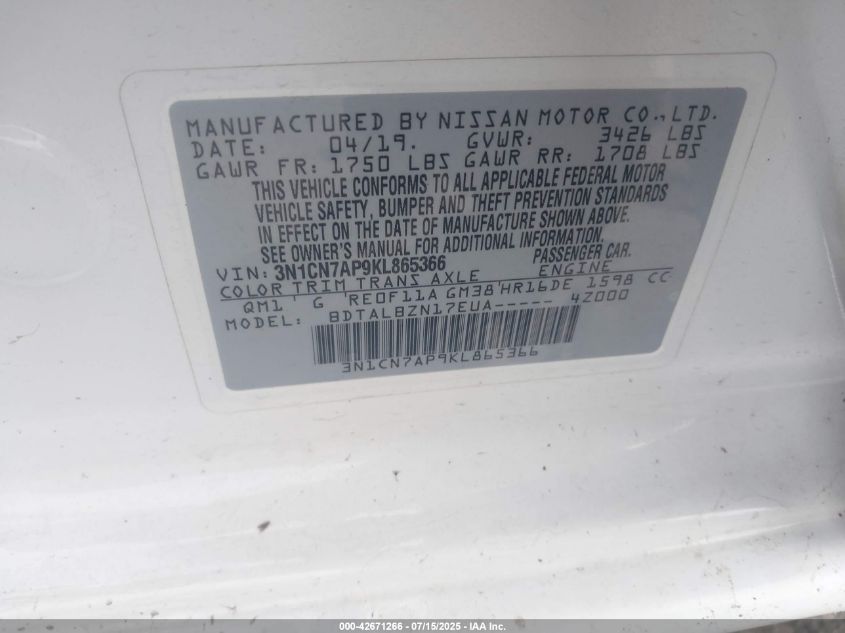 MANUFACTURED BY NISSAN MOTOR CO., LTD.
DATE: 04/19. GVWR: 3426 LBS
GAWR FR: 1750 LBS GAWR RR: 1708 LBS
THIS VEHICLE CONFORMS TO ALL APPLICABLE FEDERAL MOTOR
VEHICLE SAFETY, BUMPER AND THEFT PREVENTION STANDARDS
IN EFFECT ON THE DATE OF MANUFACTURE SHOWN ABOVE.
SEE OWNER'S MANUAL FOR ADDITIONAL INFORMATION.
VIN: 3N1CN7AP9KL865366 PASSENGER CAR.
COLOR TRIM TRANS AXLE ENGINE
QM1' G 'RE0F11A GM38'HR16DE 1598 CC
MODEL: BDTALBZN17EUA----- 4Z000
3N1CN7AP9KL865366
000-42671266 - 07/15/2025 - IAA Inc.